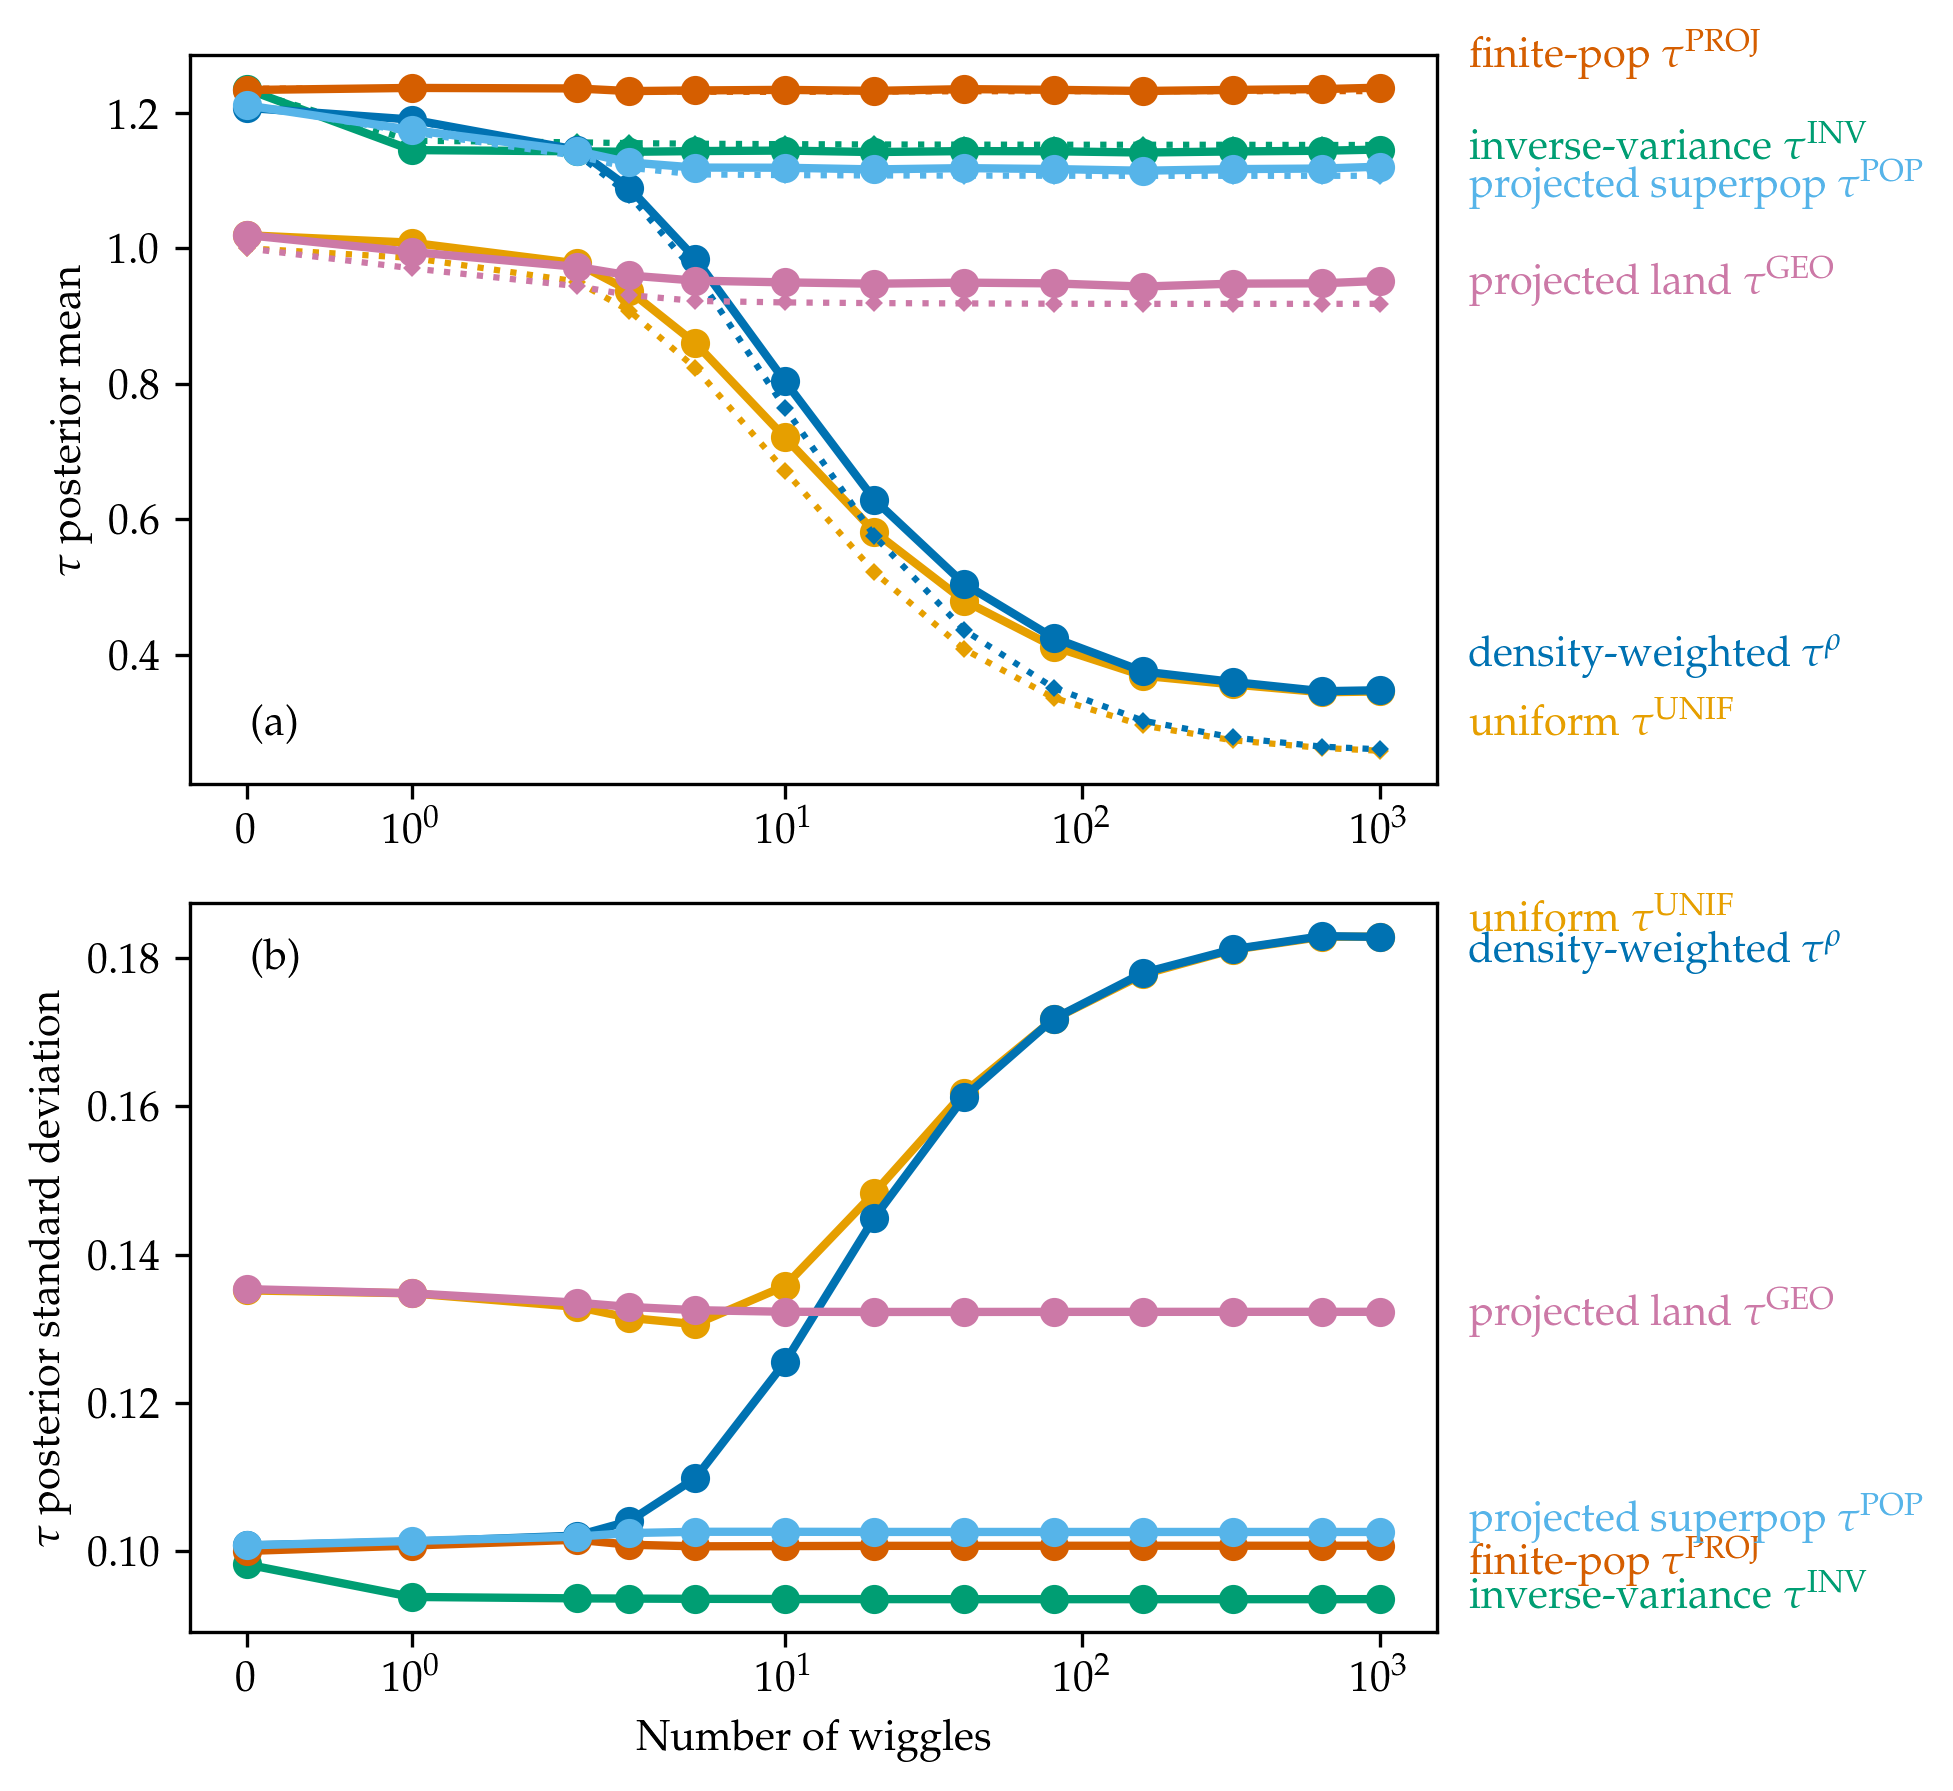 finite-pop τ^PROJ
1.2
inverse-variance τ^INV
projected superpop τ^POP
1.0
projected land τ^GEO
τ posterior mean
0.8
0.6
0.4
density-weighted τ^ρ
(a)
uniform τ^UNIF
0 10^0 10^1 10^2 10^3
uniform τ^UNIF
density-weighted τ^ρ
(b)
0.18
τ posterior standard deviation
0.16
0.14
projected land τ^GEO
0.12
projected superpop τ^POP
0.10
finite-pop τ^PROJ
inverse-variance τ^INV
0 10^0 10^1 10^2 10^3
Number of wiggles